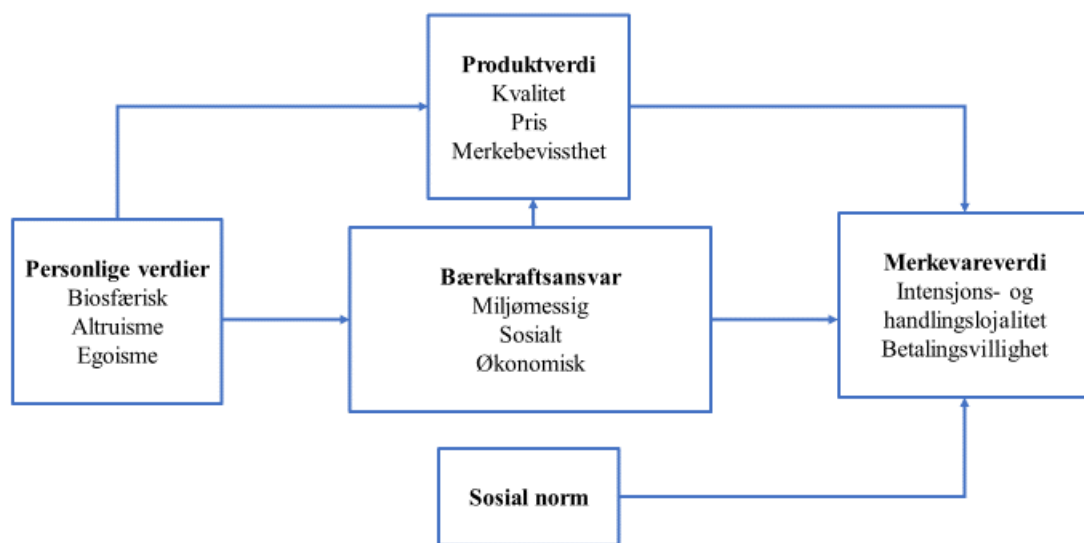 Produktverdi
Kvalitet
Pris
Merkebevissthet
Personlige verdier
Biosfærisk
Altruisme
Egoisme
Bærekraftsansvar
Miljømessig
Sosialt
Økonomisk
Merkevareverdi
Intensjons- og
handlingslojalitet
Betalingsvillighet
Sosial norm